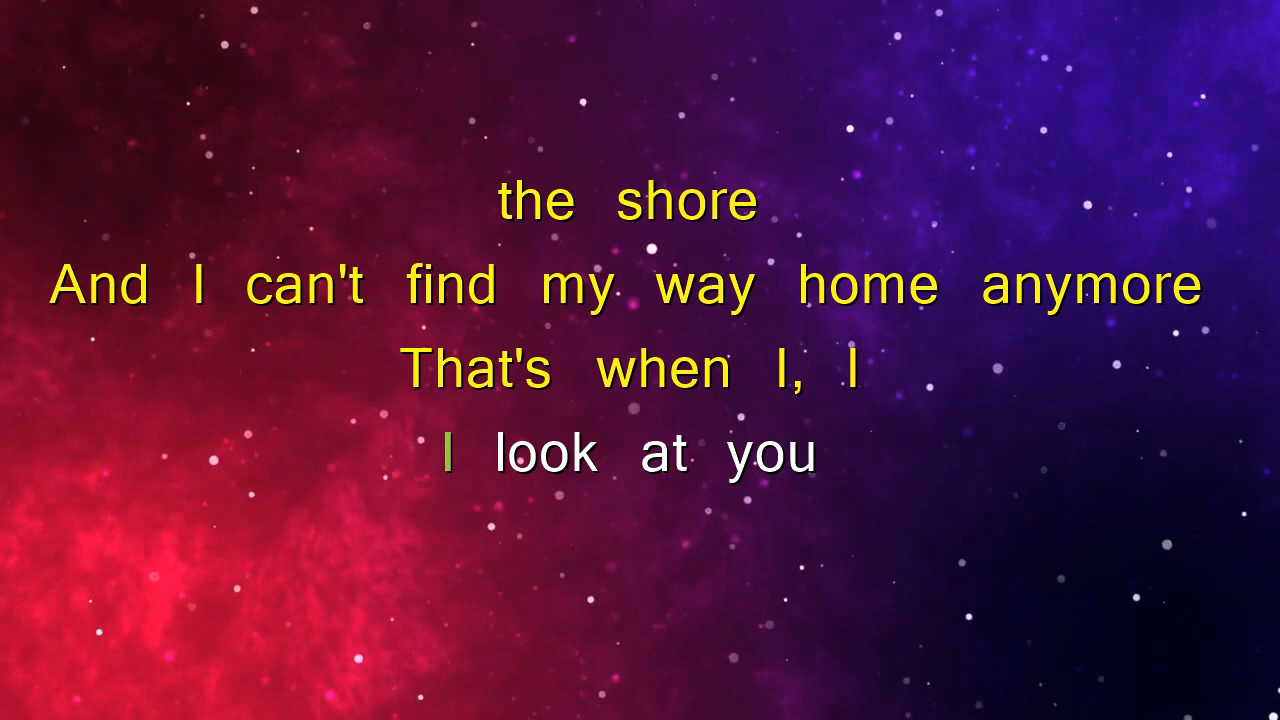 the shore
And I can't find my way home anymore
That's when I, I
I look at you